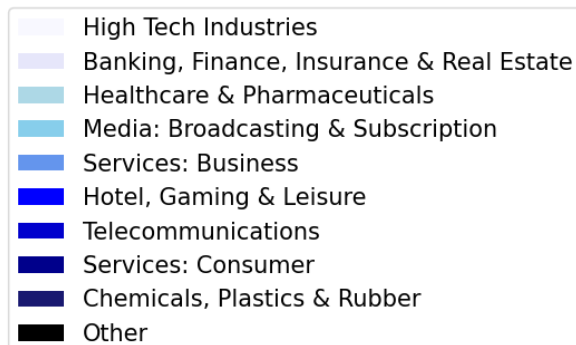 High Tech Industries
Banking, Finance, Insurance & Real Estate
Healthcare & Pharmaceuticals
Media: Broadcasting & Subscription
Services: Business
Hotel, Gaming & Leisure
Telecommunications
Services: Consumer
Chemicals, Plastics & Rubber
Other